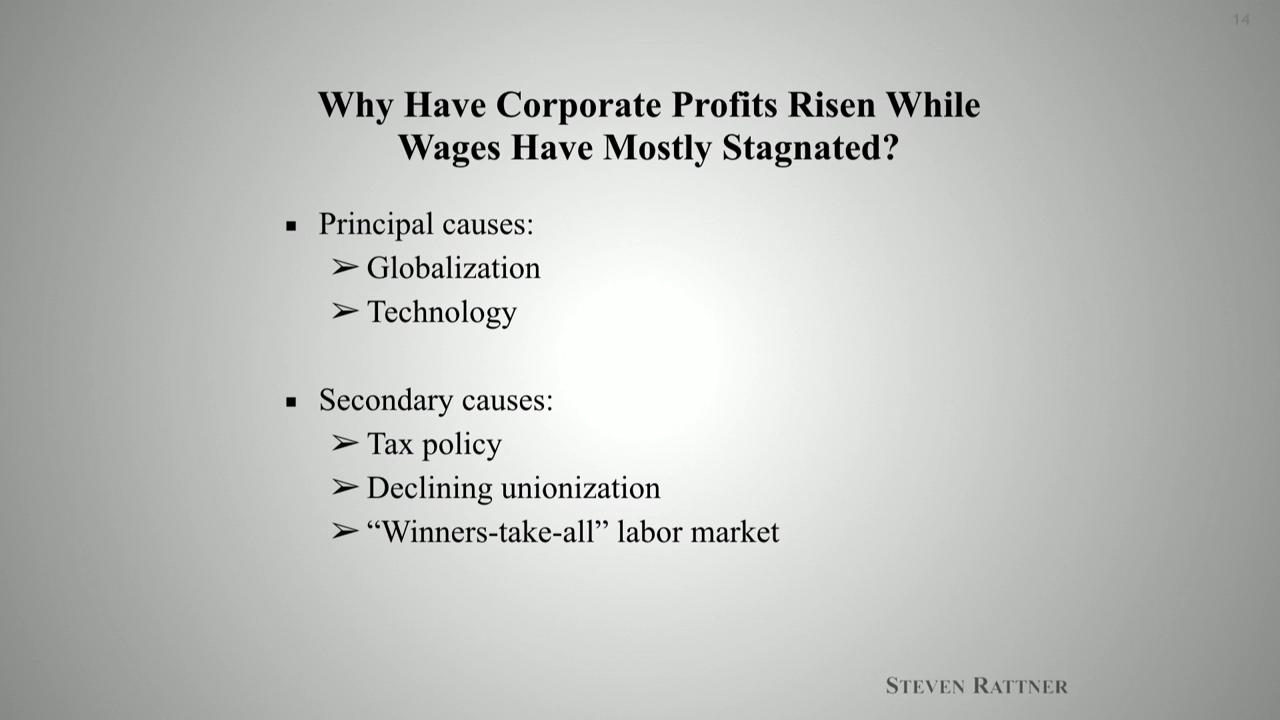 14
Why Have Corporate Profits Risen While
Wages Have Mostly Stagnated?
▪ Principal causes:
➢ Globalization
➢ Technology
▪ Secondary causes:
➢ Tax policy
➢ Declining unionization
➢ “Winners-take-all” labor market
STEVEN RATTNER